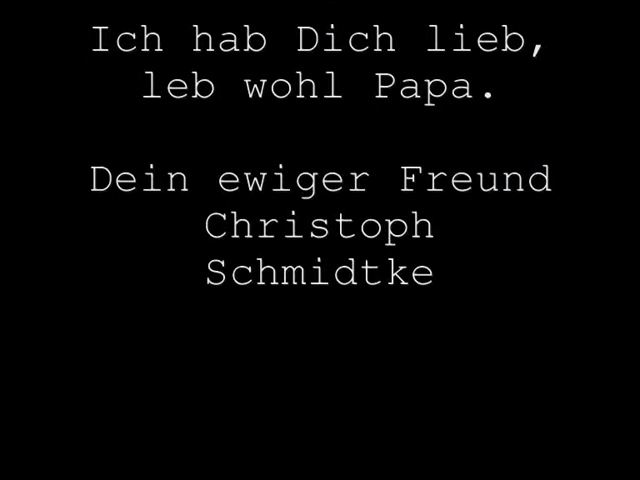 Ich hab Dich lieb,
leb wohl Papa.
Dein ewiger Freund
Christoph
Schmidtke